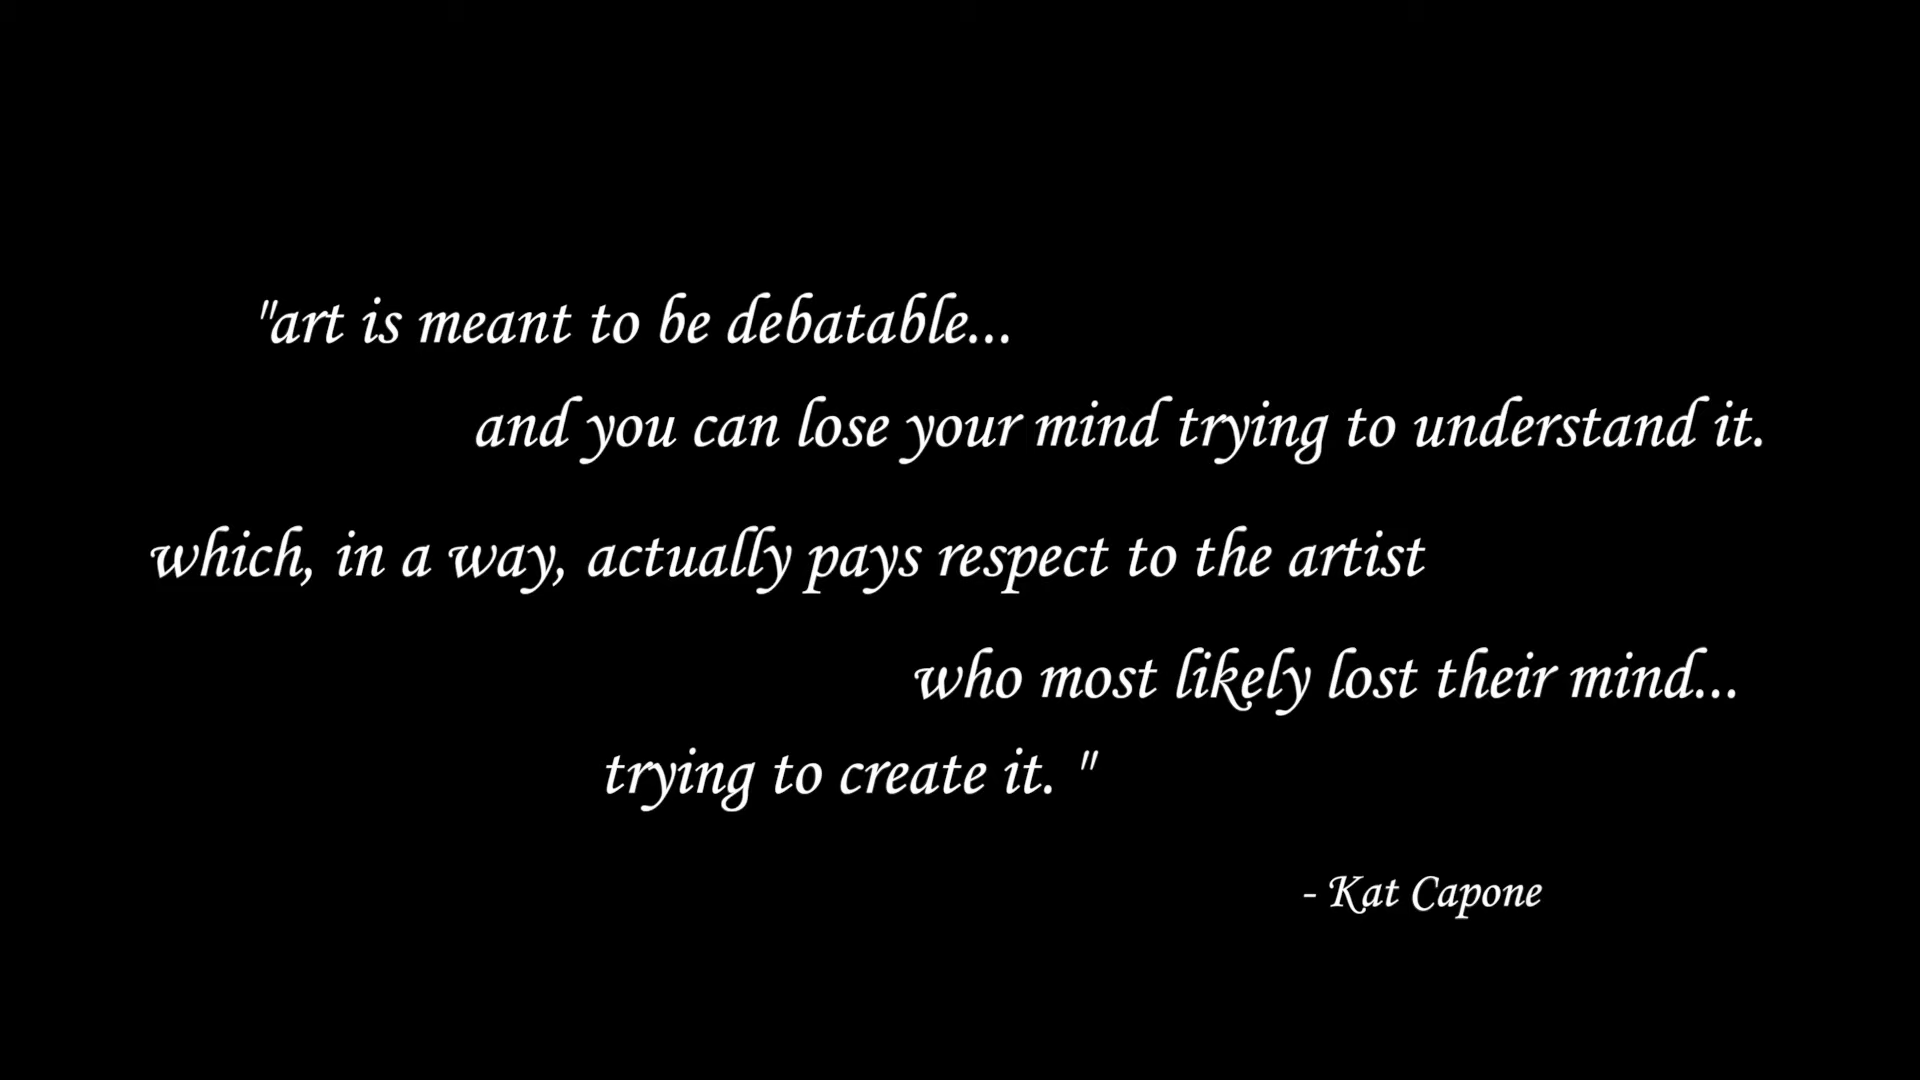 "art is meant to be debatable...
and you can lose your mind trying to understand it.
which, in a way, actually pays respect to the artist
who most likely lost their mind...
trying to create it. "
- Kat Capone